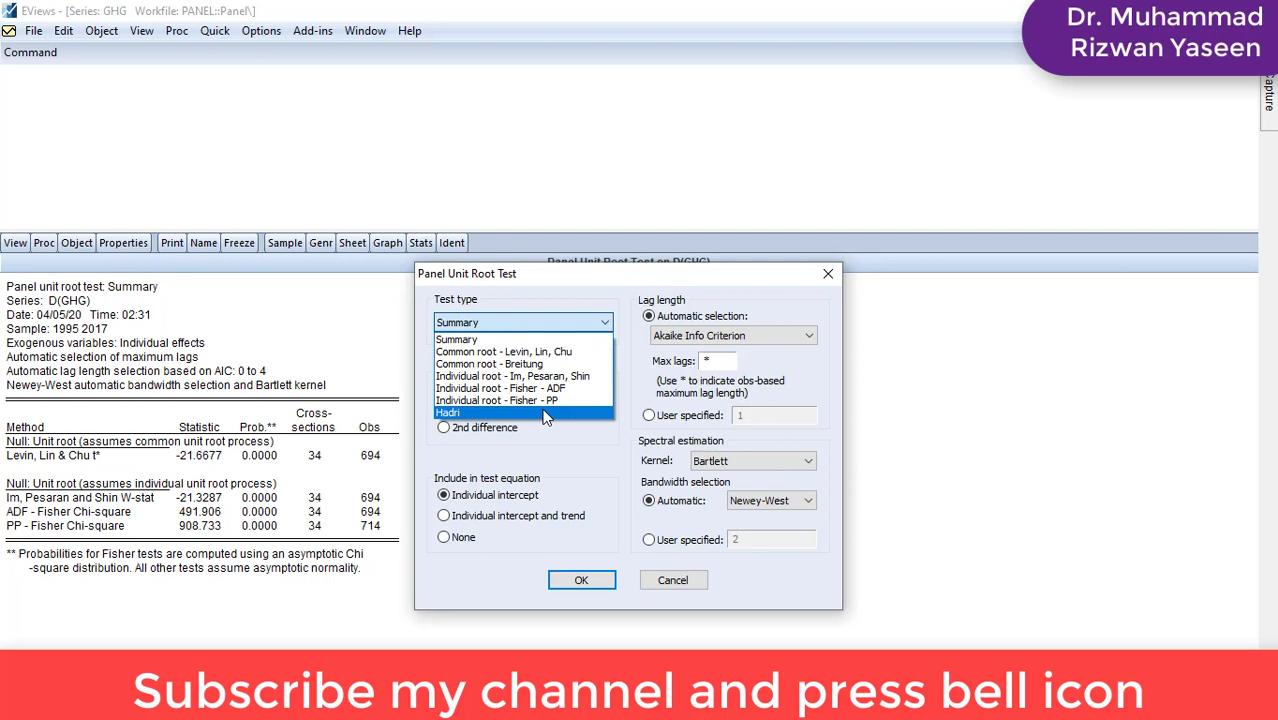 EViews - [Series: GHG Workfile: PANEL::Panel\]
File Edit Object View Proc Quick Options Add-ins Window Help
Command
Dr. Muhammad
Rizwan Yaseen
Capture
View Proc Object Properties Print Name Freeze Sample Genr Sheet Graph Stats Ident
Panel Unit Root Test on D(GHG)
Panel unit root test: Summary
Series: D(GHG)
Date: 04/05/20 Time: 02:31
Sample: 1995 2017
Exogenous variables: Individual effects
Automatic selection of maximum lags
Automatic lag length selection based on AIC: 0 to 4
Newey-West automatic bandwidth selection and Bartlett kernel
Cross-
Method Statistic Prob.** sections Obs
Null: Unit root (assumes common unit root process)
Levin, Lin & Chu t* -21.6677 0.0000 34 694
Null: Unit root (assumes individual unit root process)
Im, Pesaran and Shin W-stat -21.3287 0.0000 34 694
ADF - Fisher Chi-square 491.906 0.0000 34 694
PP - Fisher Chi-square 908.733 0.0000 34 714
** Probabilities for Fisher tests are computed using an asymptotic Chi
-square distribution. All other tests assume asymptotic normality.
Panel Unit Root Test
Test type
Summary
Summary
Common root - Levin, Lin, Chu
Common root - Breitung
Individual root - Im, Pesaran, Shin
Individual root - Fisher - ADF
Individual root - Fisher - PP
Hadri
2nd difference
Include in test equation
Individual intercept
Individual intercept and trend
None
Lag length
Automatic selection:
Akaike Info Criterion
Max lags: *
(Use * to indicate obs-based
maximum lag length)
User specified: 1
Spectral estimation
Kernel: Bartlett
Bandwidth selection
Automatic: Newey-West
User specified: 2
OK Cancel
Subscribe my channel and press bell icon